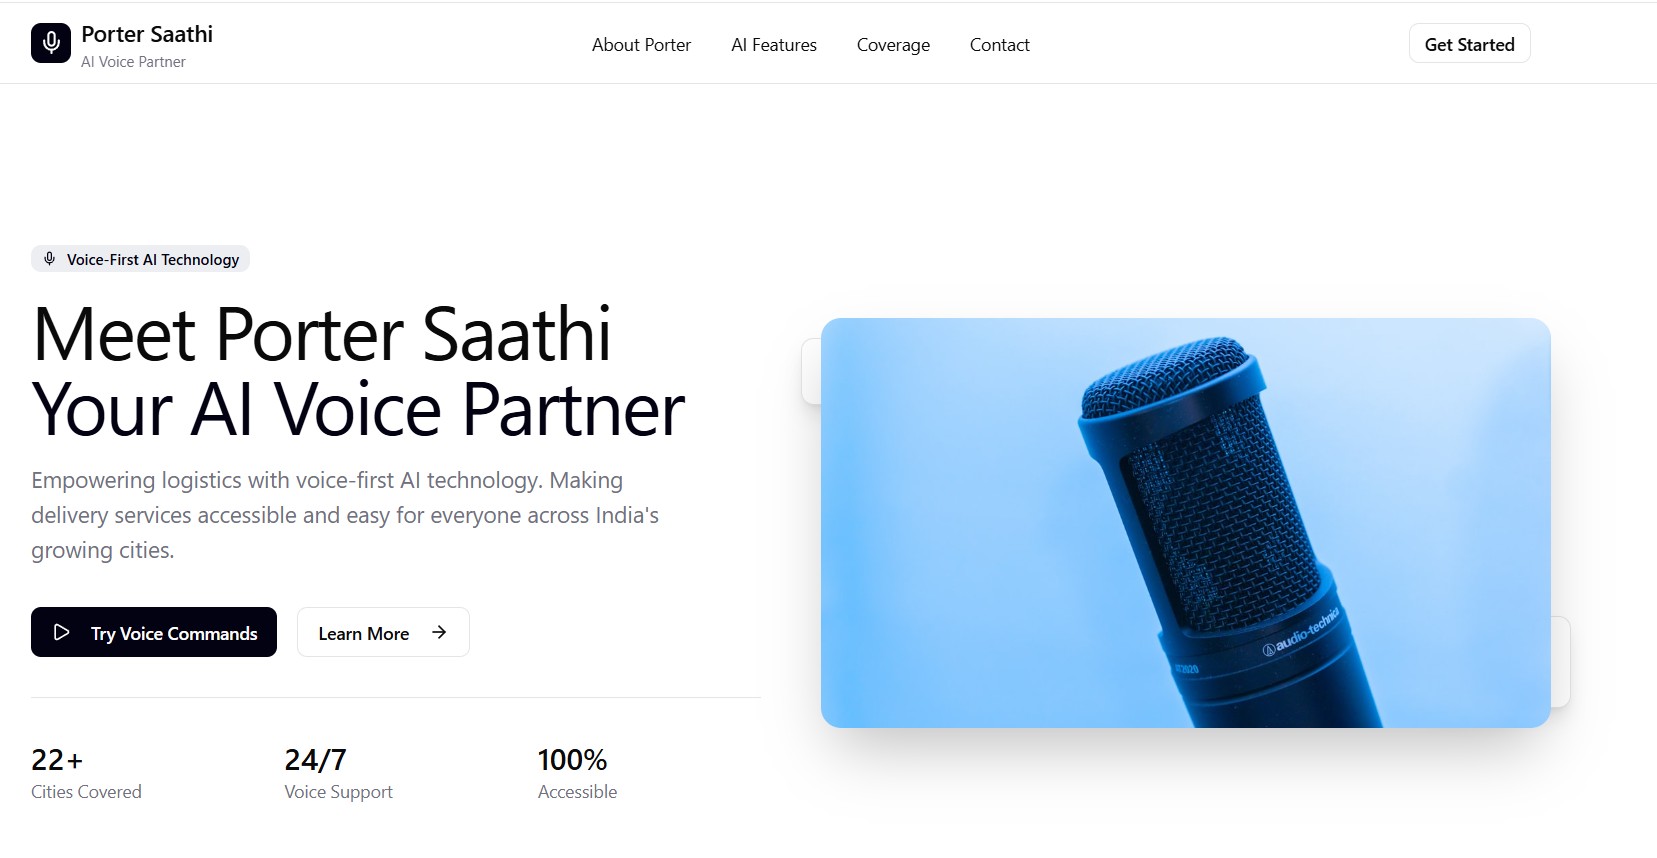 Porter Saathi
AI Voice Partner
About Porter
AI Features
Coverage
Contact
Get Started
Voice-First AI Technology
Meet Porter Saathi
Your AI Voice Partner
Empowering logistics with voice-first AI technology. Making
delivery services accessible and easy for everyone across India's
growing cities.
Try Voice Commands
Learn More
22+
Cities Covered
24/7
Voice Support
100%
Accessible
audio-technica
AT2020